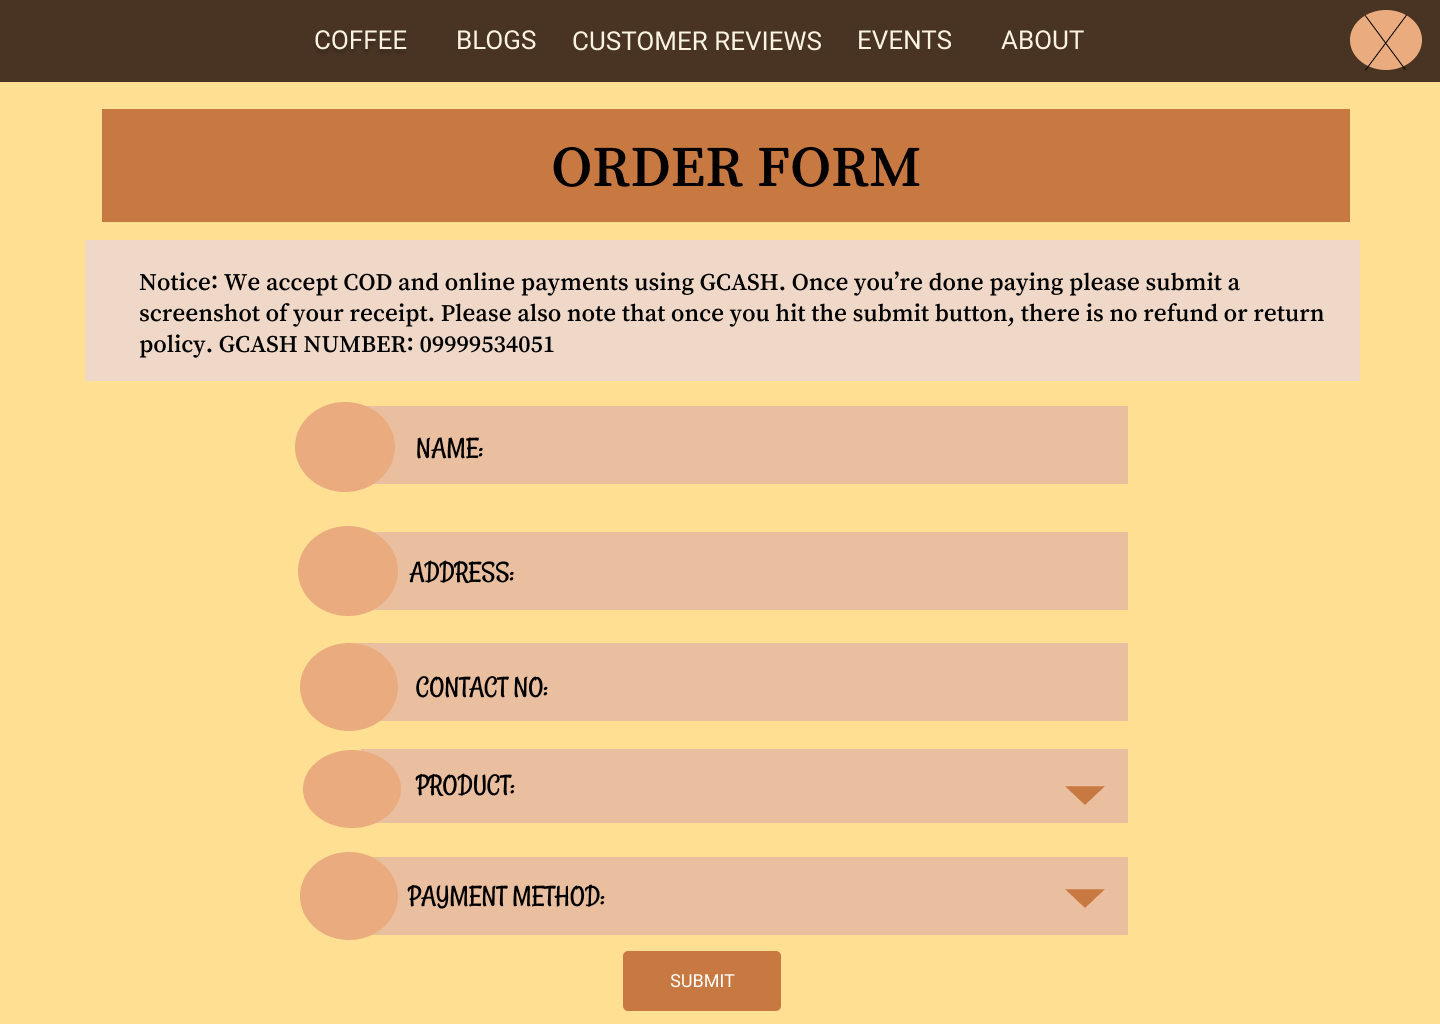 COFFEE BLOGS CUSTOMER REVIEWS EVENTS ABOUT
ORDER FORM
Notice: We accept COD and online payments using GCASH. Once you’re done paying please submit a
screenshot of your receipt. Please also note that once you hit the submit button, there is no refund or return
policy. GCASH NUMBER: 09999534051
NAME:
ADDRESS:
CONTACT NO:
PRODUCT:
PAYMENT METHOD:
SUBMIT